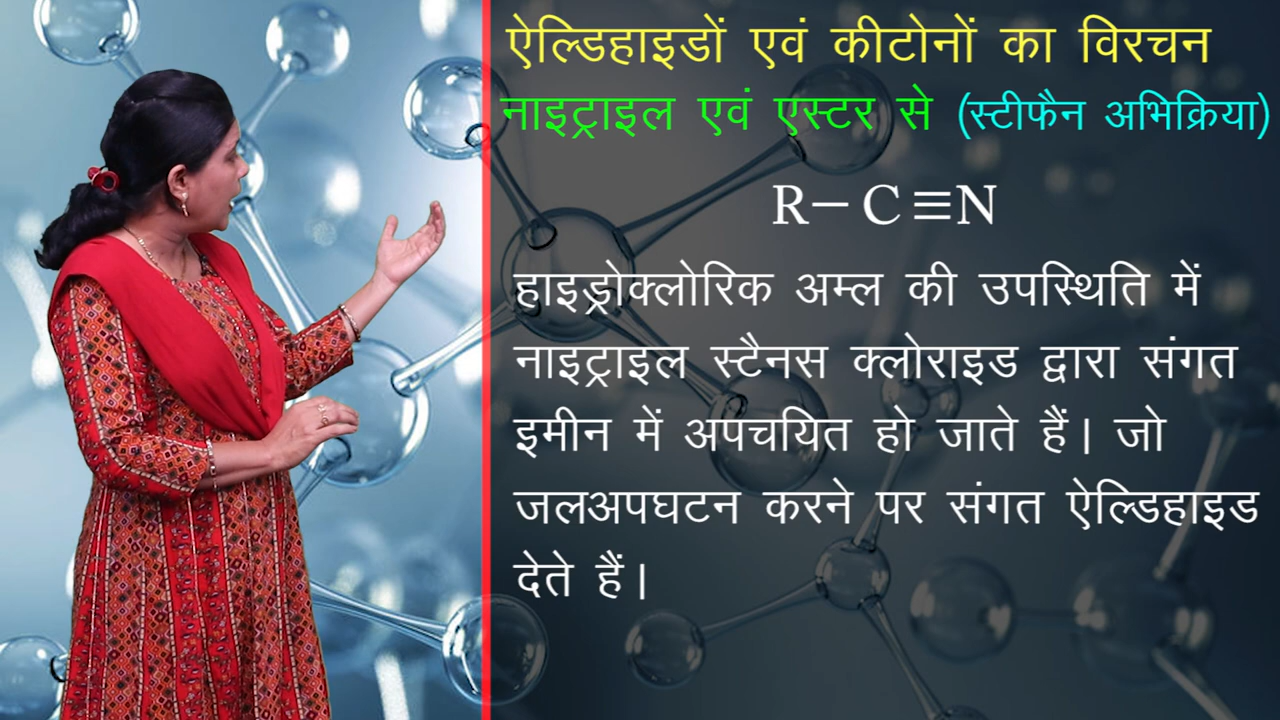 ऐल्डिहाइडों एवं कीटोनों का विरचन
नाइट्राइल एवं एस्टर से (स्टीफैन अभिक्रिया)
R− C≡N
हाइड्रोक्लोरिक अम्ल की उपस्थिति में
नाइट्राइल स्टैनस क्लोराइड द्वारा संगत
इमीन में अपचयित हो जाते हैं। जो
जलअपघटन करने पर संगत ऐल्डिहाइड
देते हैं।